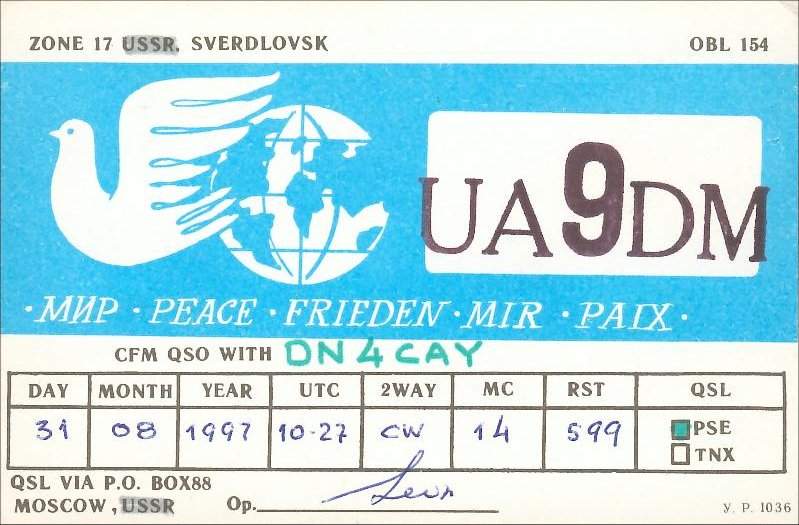 ZONE 17 USSR, SVERDLOVSK OBL 154
UA9DM
· МИР · PEACE · FRIEDEN · MIR · PAIX ·
CFM QSO WITH DN4CAY
DAY MONTH YEAR UTC 2WAY MC RST QSL
31 08 1997 10-27 CW 14 599 PSE
TNX
QSL VIA P.O. BOX88
MOSCOW, USSR Op. Leon
У. Р. 1036